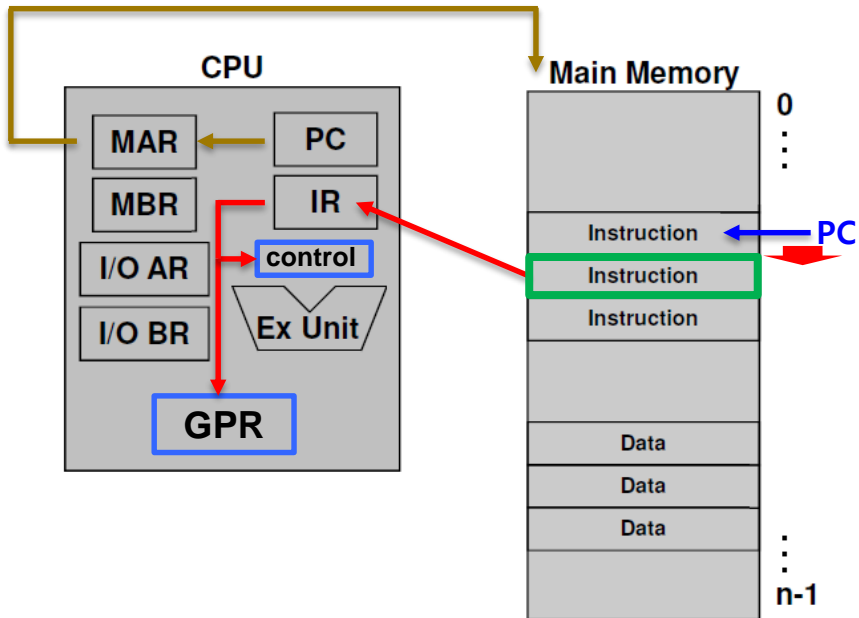 CPU
MAR
PC
MBR
IR
I/O AR
control
I/O BR
Ex Unit
GPR
Main Memory
0
⋮
Instruction
PC
Instruction
Instruction
Data
Data
Data
⋮
n-1